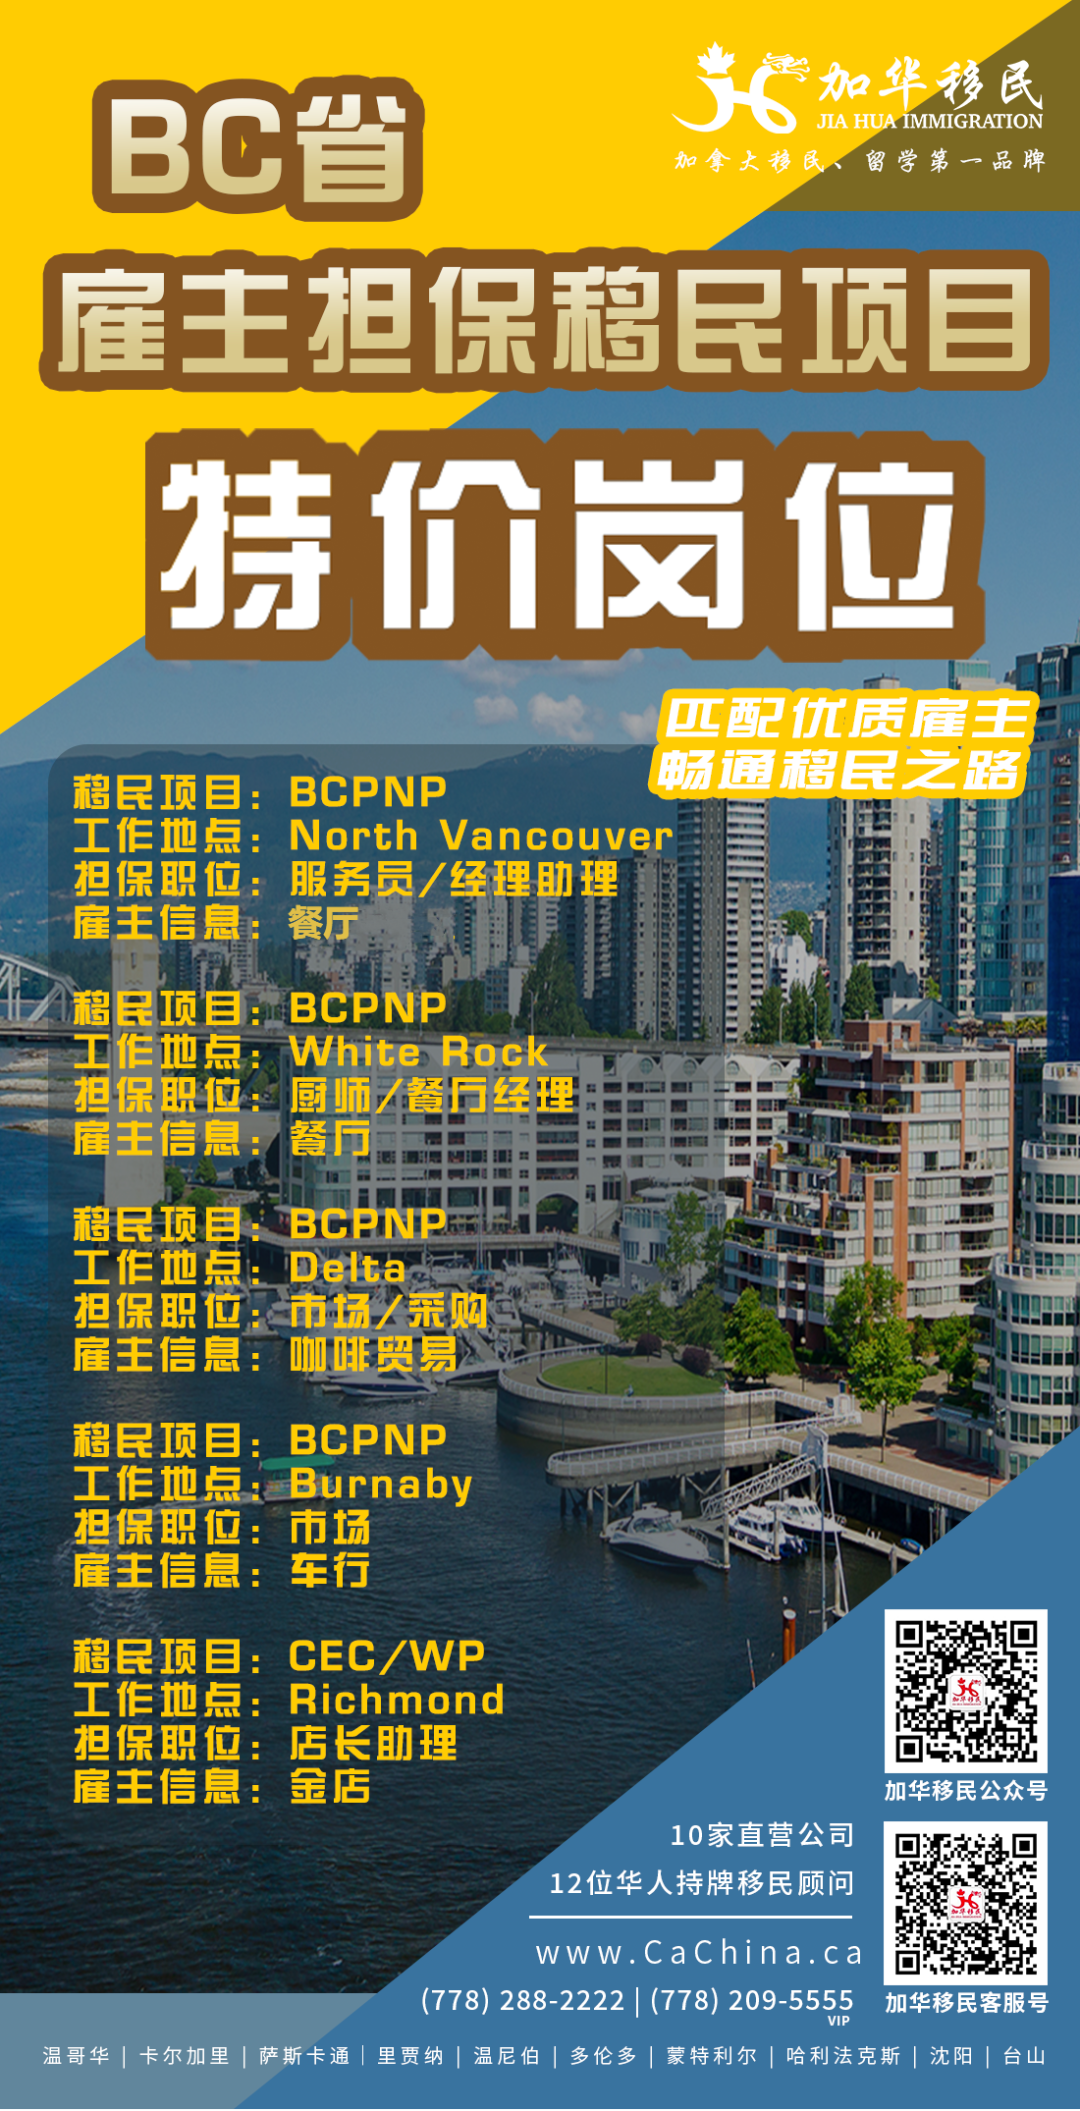 加华移民
JIA HUA IMMIGRATION
加拿大移民、留学第一品牌
BC省
雇主担保移民项目
特价岗位
匹配优质雇主
畅通移民之路
移民项目：BCPNP
工作地点：North Vancouver
担保职位：服务员/经理助理
雇主信息：餐厅
移民项目：BCPNP
工作地点：White Rock
担保职位：厨师/餐厅经理
雇主信息：餐厅
移民项目：BCPNP
工作地点：Delta
担保职位：市场/采购
雇主信息：咖啡贸易
移民项目：BCPNP
工作地点：Burnaby
担保职位：市场
雇主信息：车行
移民项目：CEC/WP
工作地点：Richmond
担保职位：店长助理
雇主信息：金店
加华移民
加华移民公众号
10家直营公司
12位华人持牌移民顾问
www.CaChina.ca
(778) 288-2222 | (778) 209-5555
VIP
加华移民
加华移民客服号
温哥华 | 卡尔加里 | 萨斯卡通 | 里贾纳 | 温尼伯 | 多伦多 | 蒙特利尔 | 哈利法克斯 | 沈阳 | 台山